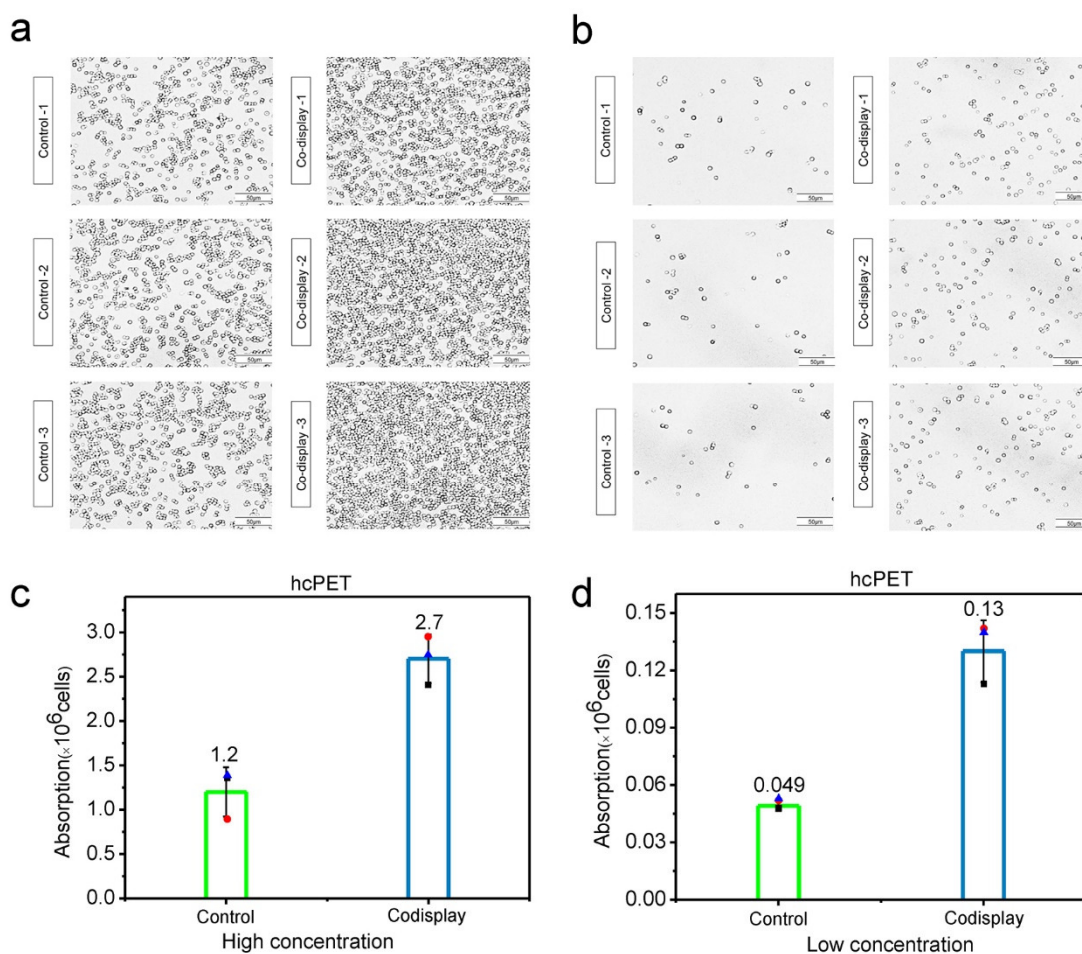 a
Control -1
50μm
Co-display -1
50μm
Control -2
50μm
Co-display -2
50μm
Control -3
50μm
Co-display -3
50μm
b
Control -1
50μm
Co-display -1
50μm
Control -2
50μm
Co-display -2
50μm
Control -3
50μm
Co-display -3
50μm
c
hcPET
Absorption(×10⁶cells)
3.0
2.5
2.0
1.5
1.0
0.5
0.0
1.2
2.7
Control
Codisplay
High concentration
d
hcPET
Absorption(×10⁶cells)
0.15
0.12
0.09
0.06
0.03
0.00
0.049
0.13
Control
Codisplay
Low concentration